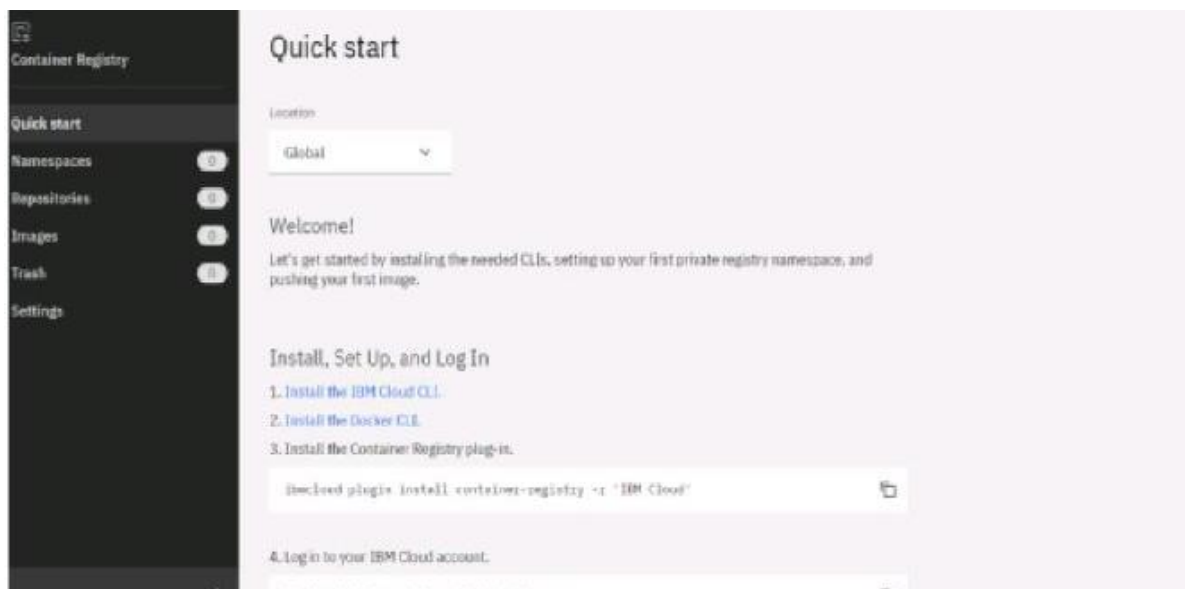 Container Registry
Quick start
Namespaces 0
Repositories 0
Images 0
Trash 0
Settings
Quick start
Location
Global
Welcome!
Let's get started by installing the needed CLIs, setting up your first private registry namespace, and
pushing your first image.
Install, Set Up, and Log In
1. Install the IBM Cloud CLI.
2. Install the Docker CLI.
3. Install the Container Registry plug-in.
ibmcloud plugin install container-registry -r 'IBM Cloud'
4. Log in to your IBM Cloud account.